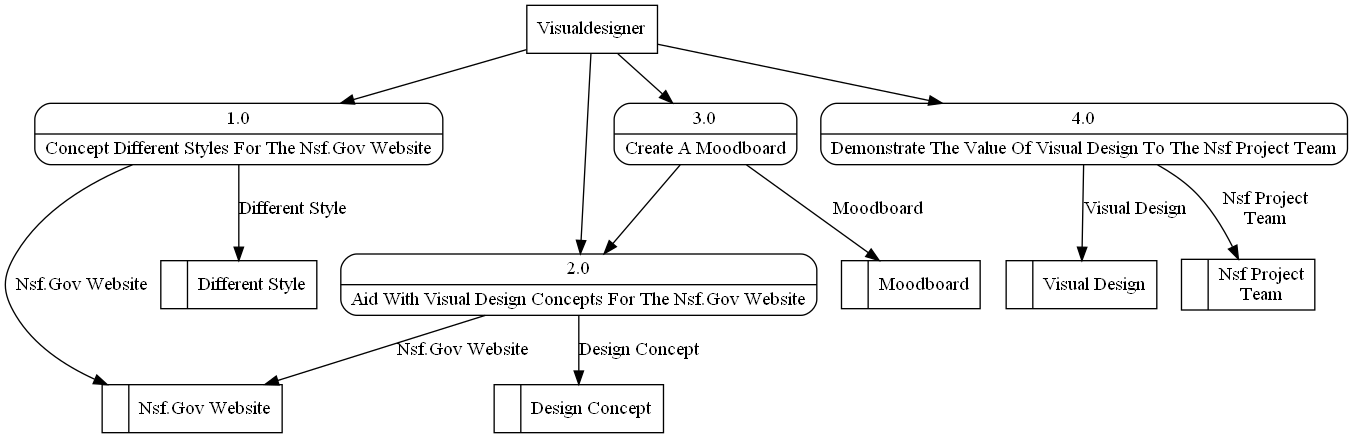 Visualdesigner
1.0
Concept Different Styles For The Nsf.Gov Website
3.0
Create A Moodboard
4.0
Demonstrate The Value Of Visual Design To The Nsf Project Team
Different Style
Moodboard
Visual Design
Nsf Project
Team
Nsf.Gov Website
Different Style
2.0
Aid With Visual Design Concepts For The Nsf.Gov Website
Moodboard
Visual Design
Nsf Project
Team
Nsf.Gov Website
Design Concept
Nsf.Gov Website
Design Concept